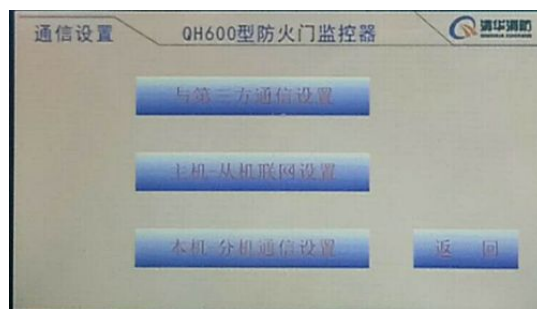 通信设置
QH600型防火门监控器
清华消防
与第三方通信设置
主机-从机联网设置
本机-分机通信设置
返 回